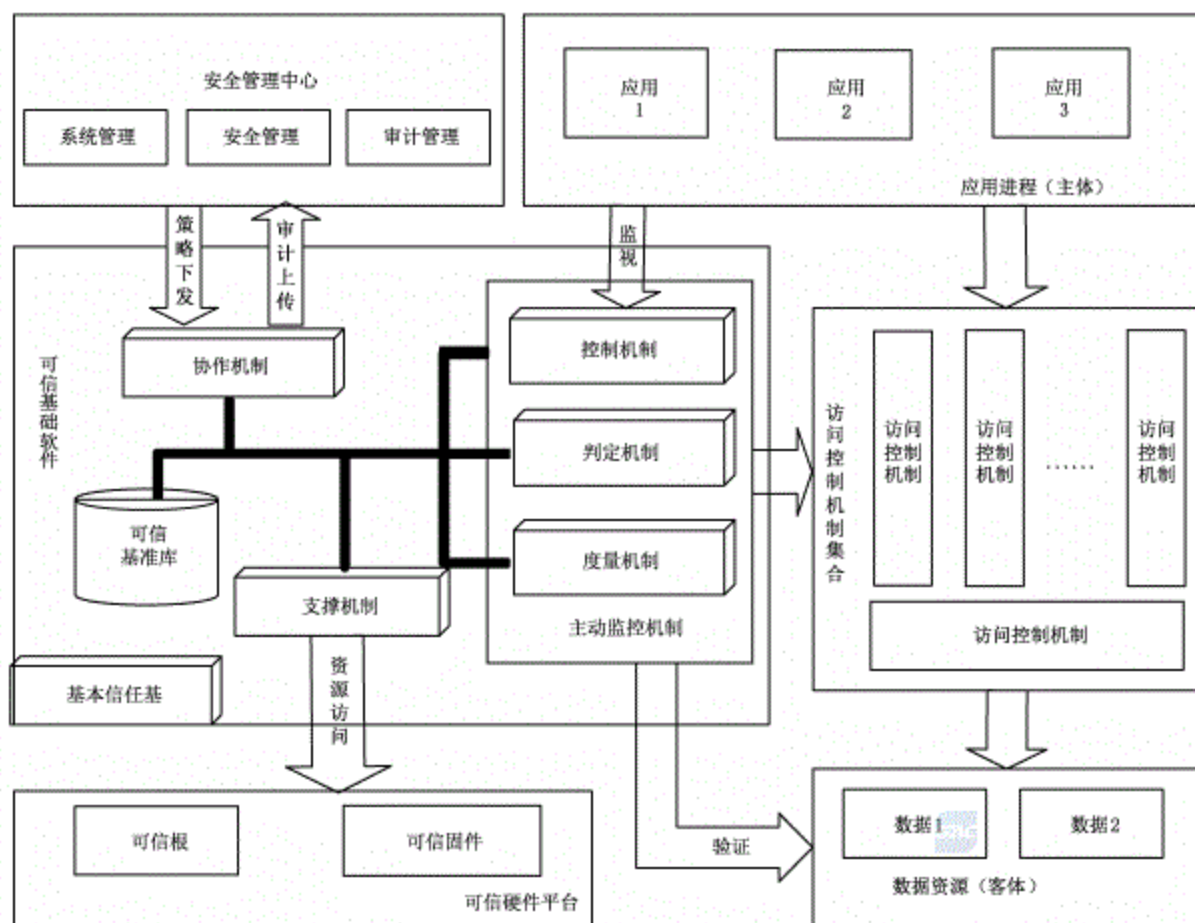 安全管理中心
系统管理
安全管理
审计管理
应用
1
应用
2
应用
3
应用进程（主体）
策略下发
审计上传
监视
可信基础软件
协作机制
可信
基准库
支撑机制
基本信任基
控制机制
判定机制
度量机制
主动监控机制
访问控制机制集合
访问
控制
机制
访问
控制
机制
......
访问
控制
机制
访问控制机制
资源访问
验证
可信根
可信固件
可信硬件平台
数据1
数据2
数据资源（客体）